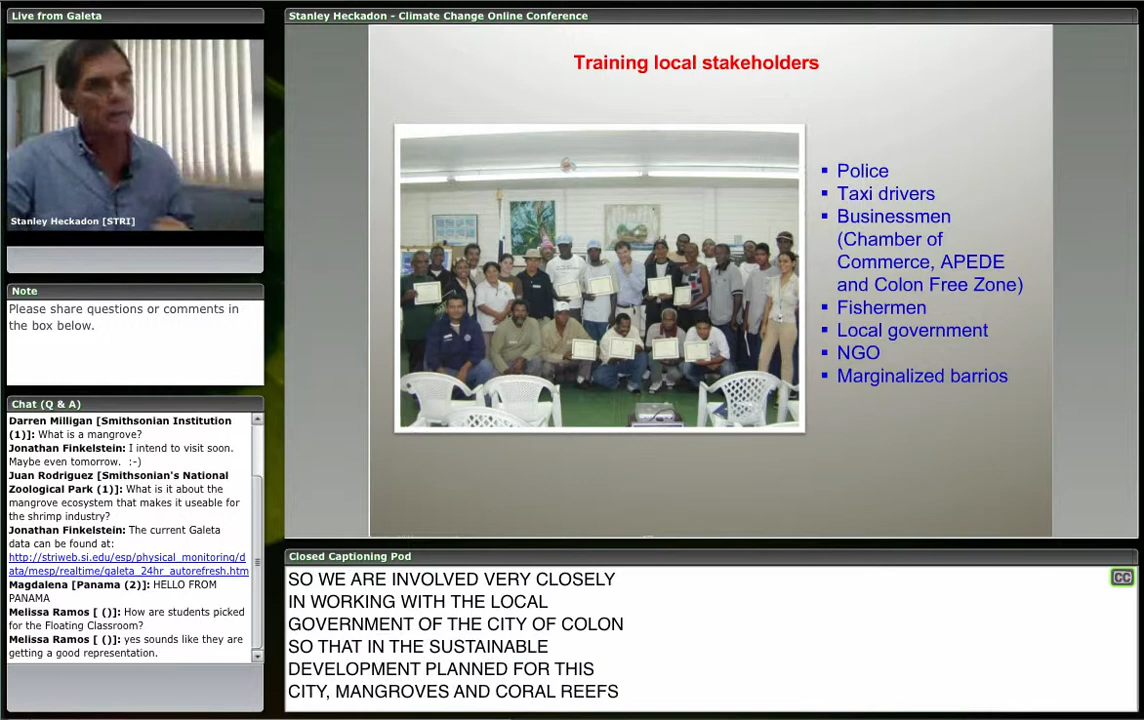 Live from Galeta
Stanley Heckadon [STRI]
Note
Please share questions or comments in
the box below.
Chat (Q & A)
Darren Milligan [Smithsonian Institution
(1)]: What is a mangrove?
Jonathan Finkelstein: I intend to visit soon.
Maybe even tomorrow. :-)
Juan Rodriguez [Smithsonian's National
Zoological Park (1)]: What is it about the
mangrove ecosystem that makes it useable for
the shrimp industry?
Jonathan Finkelstein: The current Galeta
data can be found at:
http://striweb.si.edu/esp/physical_monitoring/d
ata/mesp/realtime/galeta_24hr_autorefresh.htm
Magdalena [Panama (2)]: HELLO FROM
PANAMA
Melissa Ramos [ ()]: How are students picked
for the Floating Classroom?
Melissa Ramos [ ()]: yes sounds like they are
getting a good representation.
Stanley Heckadon - Climate Change Online Conference
Training local stakeholders
▪ Police
▪ Taxi drivers
▪ Businessmen
(Chamber of
Commerce, APEDE
and Colon Free Zone)
▪ Fishermen
▪ Local government
▪ NGO
▪ Marginalized barrios
Closed Captioning Pod
CC
SO WE ARE INVOLVED VERY CLOSELY
IN WORKING WITH THE LOCAL
GOVERNMENT OF THE CITY OF COLON
SO THAT IN THE SUSTAINABLE
DEVELOPMENT PLANNED FOR THIS
CITY, MANGROVES AND CORAL REEFS